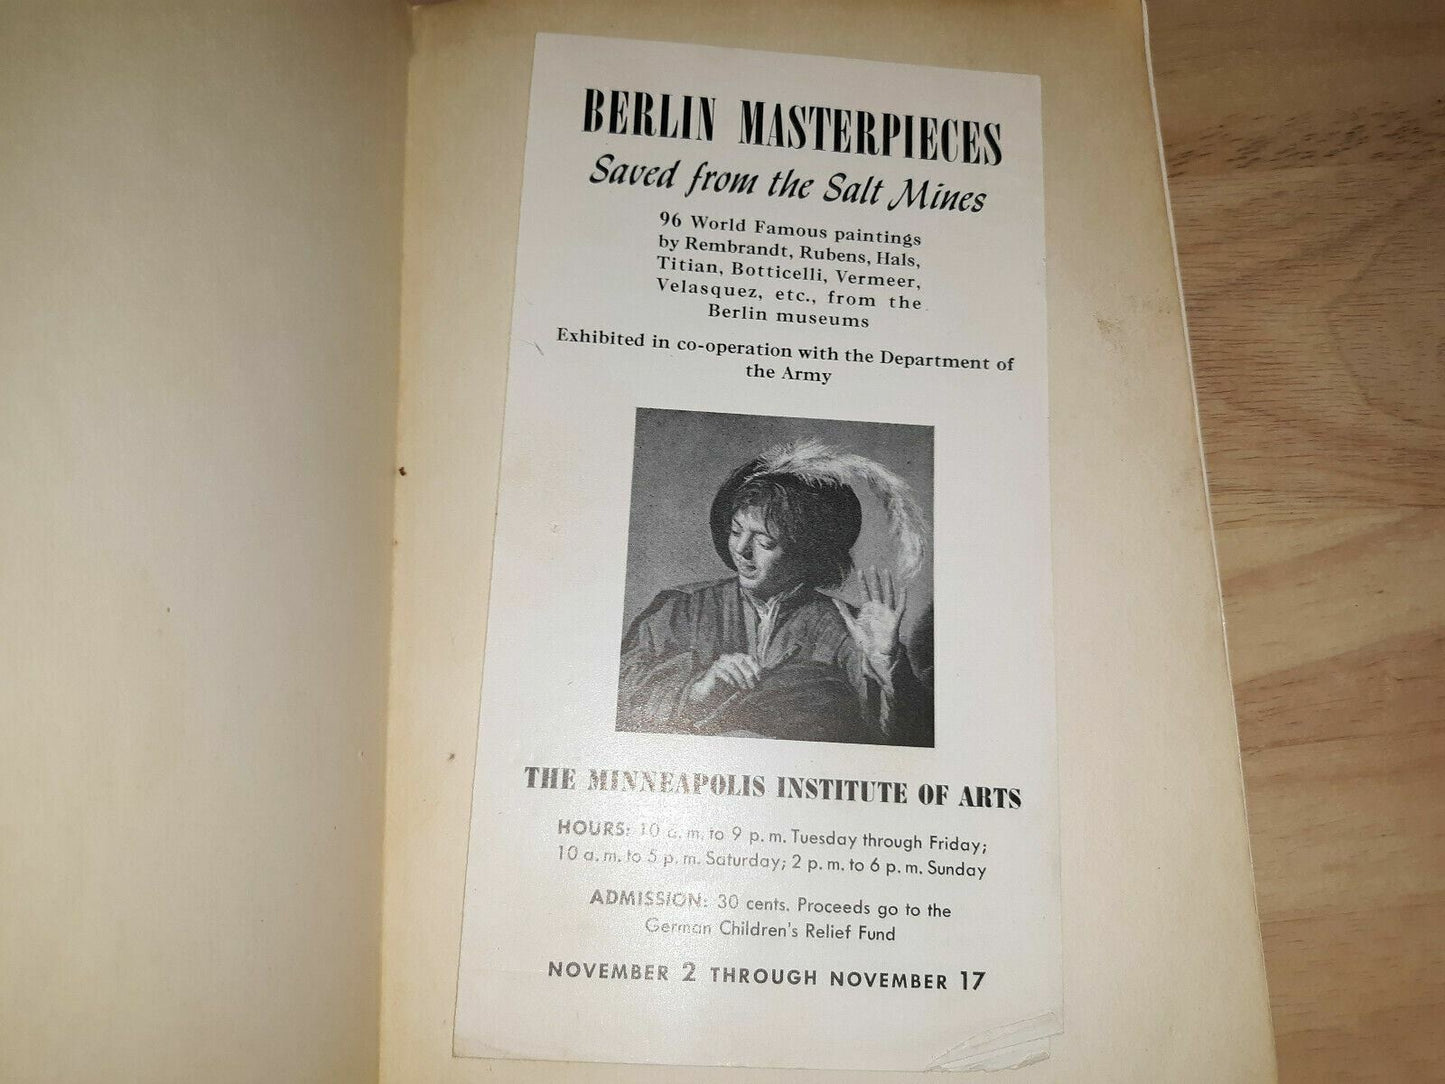 BERLIN MASTERPIECES
Saved from the Salt Mines
96 World Famous paintings
by Rembrandt, Rubens, Hals,
Titian, Botticelli, Vermeer,
Velasquez, etc., from the
Berlin museums
Exhibited in co-operation with the Department of
the Army
THE MINNEAPOLIS INSTITUTE OF ARTS
HOURS: 10 a. m. to 9 p. m. Tuesday through Friday;
10 a. m. to 5 p. m. Saturday; 2 p. m. to 6 p. m. Sunday
ADMISSION: 30 cents. Proceeds go to the
German Children's Relief Fund
NOVEMBER 2 THROUGH NOVEMBER 17